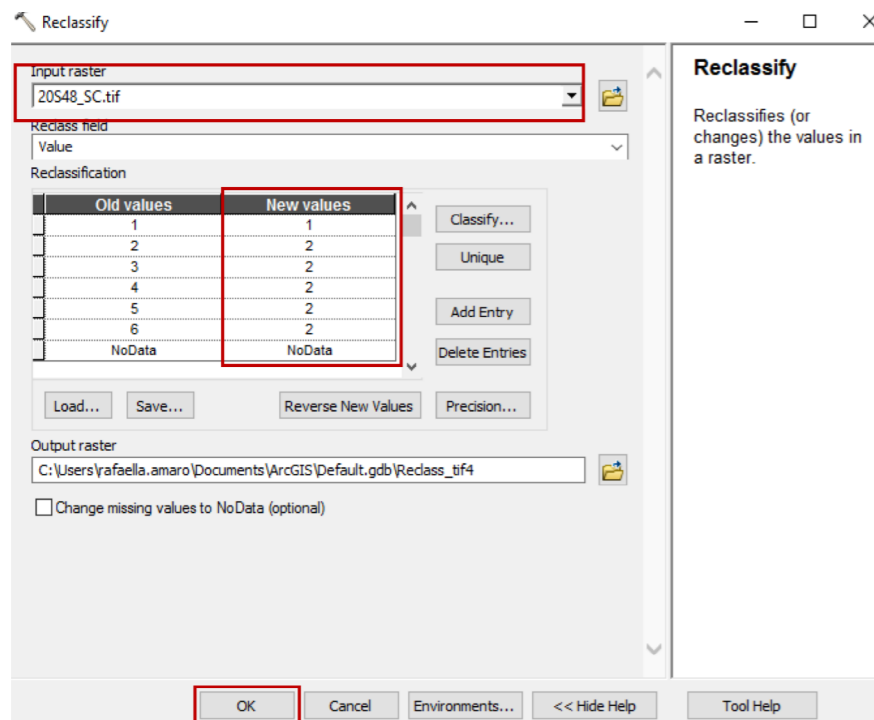 Reclassify
Input raster
20S48_SC.tif
Reclass field
Value
Reclassification
Old values New values
1 1
2 2
3 2
4 2
5 2
6 2
NoData NoData
Classify...
Unique
Add Entry
Delete Entries
Load... Save... Reverse New Values Precision...
Output raster
C:\Users\rafaella.amaro\Documents\ArcGIS\Default.gdb\Reclass_tif4
Change missing values to NoData (optional)
OK Cancel Environments... << Hide Help Tool Help
Reclassify
Reclassifies (or
changes) the values in
a raster.